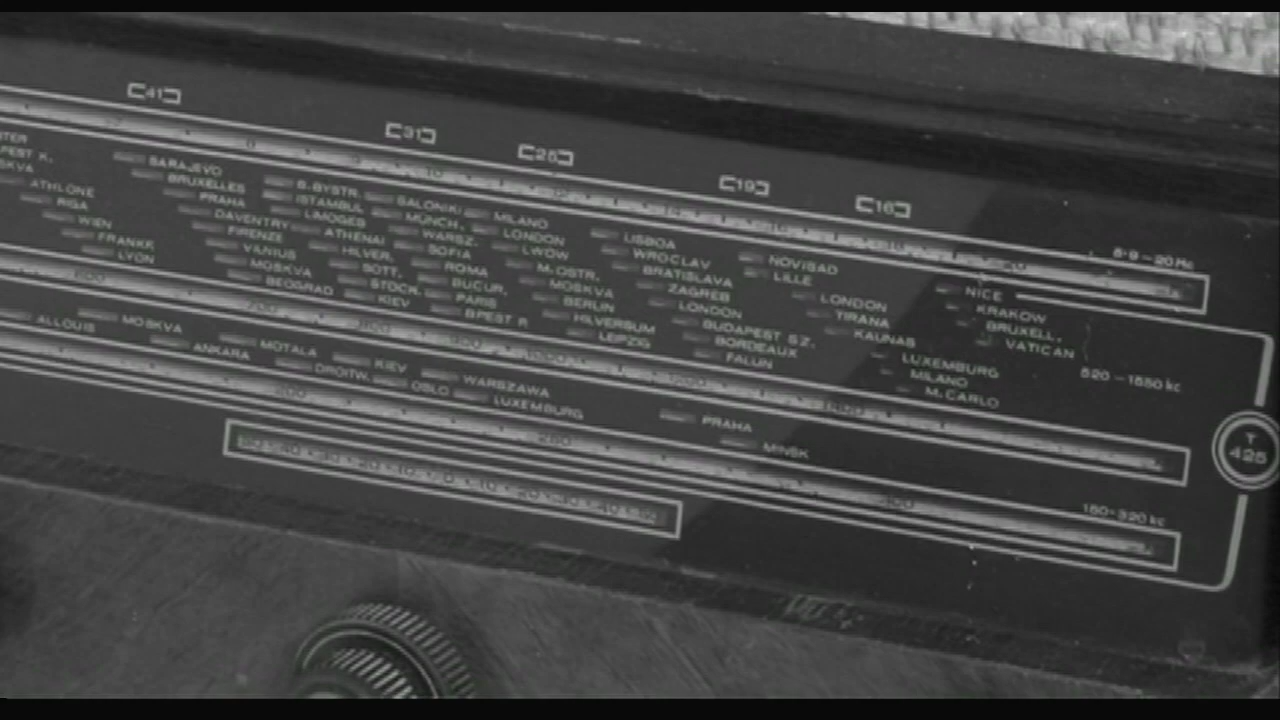 41
31
25
19
16
5.9-20 Mc
SARAJEVO
BRUXELLES
PRAHA
DAVENTRY
FIRENZE
MOSKVA
BEOGRAD
ATHLONE
RIGA
WIEN
FRANKF.
LYON
B.BYSTR.
ISTAMBUL
LIMOGES
ATHENAI
HILVER.
SOTT.
STOCK.
KIEV
SALONIKI
MÜNCH.
WARSZ.
SOFIA
ROMA
BUCUR.
PARIS
MILANO
LONDON
LWOW
M.OSTR.
MOSKVA
BERLIN
HILVERSUM
LEIPZIG
LISBOA
WROCLAV
BRATISLAVA
ZAGREB
LONDON
BUDAPEST SZ.
BORDEAUX
FALUN
NOVISAD
LILLE
LONDON
TIRANA
KAUNAS
LUXEMBURG
MILANO
M.CARLO
NICE
KRAKOW
BRUXELL.
VATICAN
520-1550 kc
ALLOUIS
MOSKVA
ANKARA
MOTALA
DROITW.
KIEV
OSLO
WARSZAWA
LUXEMBURG
PRAHA
MINSK
150-320 kc
T
425